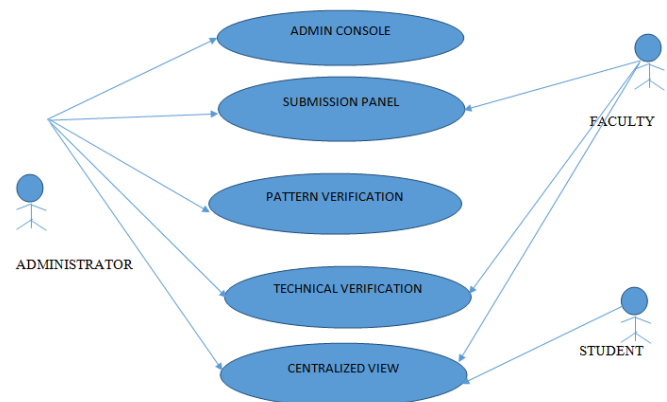 ADMIN CONSOLE
SUBMISSION PANEL
FACULTY
PATTERN VERIFICATION
ADMINISTRATOR
TECHNICAL VERIFICATION
STUDENT
CENTRALIZED VIEW